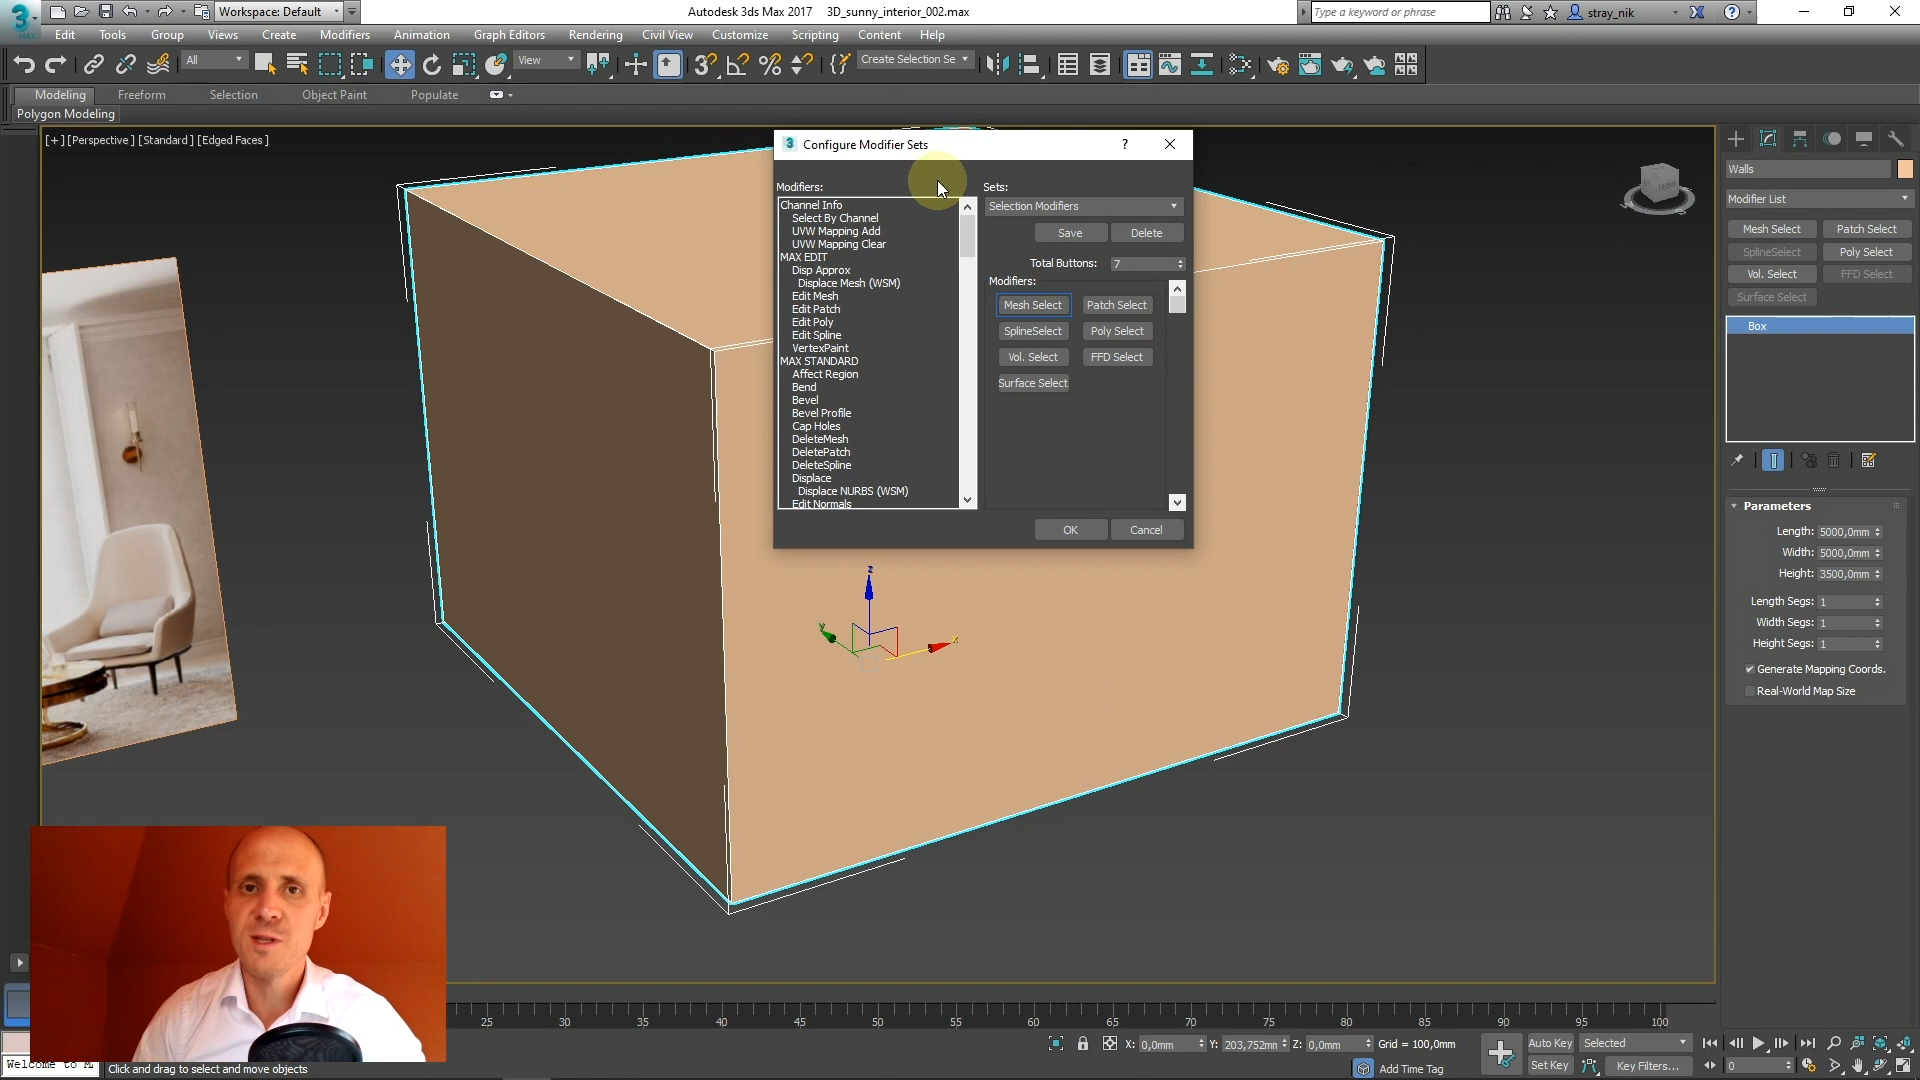 3
MAX
Workspace: Default
Autodesk 3ds Max 2017    3D_sunny_interior_002.max
Type a keyword or phrase
stray_nik
Edit Tools Group Views Create Modifiers Animation Graph Editors Rendering Civil View Customize Scripting Content Help
All
View
Create Selection Se
Modeling Freeform Selection Object Paint Populate
Polygon Modeling
[+] [Perspective ] [Standard ] [Edged Faces ]
3 Configure Modifier Sets ?
Modifiers:
Channel Info
Select By Channel
UVW Mapping Add
UVW Mapping Clear
MAX EDIT
Disp Approx
Displace Mesh (WSM)
Edit Mesh
Edit Patch
Edit Poly
Edit Spline
VertexPaint
MAX STANDARD
Affect Region
Bend
Bevel
Bevel Profile
Cap Holes
DeleteMesh
DeletePatch
DeleteSpline
Displace
Displace NURBS (WSM)
Edit Normals
Sets:
Selection Modifiers
Save Delete
Total Buttons: 7
Modifiers:
Mesh Select Patch Select
SplineSelect Poly Select
Vol. Select FFD Select
Surface Select
OK Cancel
z
y
x
FRONT
Walls
Modifier List
Mesh Select Patch Select
SplineSelect Poly Select
Vol. Select FFD Select
Surface Select
Box
Parameters
Length: 5000,0mm
Width: 5000,0mm
Height: 3500,0mm
Length Segs: 1
Width Segs: 1
Height Segs: 1
Generate Mapping Coords.
Real-World Map Size
25 30 35 40 45 50 55 60 65 70 75 80 85 90 95 100
X: 0,0mm Y: 203,752mm Z: 0,0mm Grid = 100,0mm
Auto Key Selected
Set Key Key Filters... 0
Welcome to M
Click and drag to select and move objects
Add Time Tag